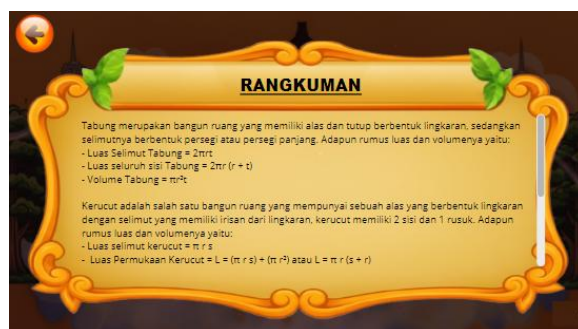 RANGKUMAN
Tabung merupakan bangun ruang yang memiliki alas dan tutup berbentuk lingkaran, sedangkan
selimutnya berbentuk persegi atau persegi panjang. Adapun rumus luas dan volumenya yaitu:
- Luas Selimut Tabung = 2πrt
- Luas seluruh sisi Tabung = 2πr (r + t)
- Volume Tabung = πr²t
Kerucut adalah salah satu bangun ruang yang mempunyai sebuah alas yang berbentuk lingkaran
dengan selimut yang memiliki irisan dari lingkaran, kerucut memiliki 2 sisi dan 1 rusuk. Adapun
rumus luas dan volumenya yaitu:
- Luas selimut kerucut = π r s
- Luas Permukaan Kerucut = L = (π r s) + (π r²) atau L = π r (s + r)